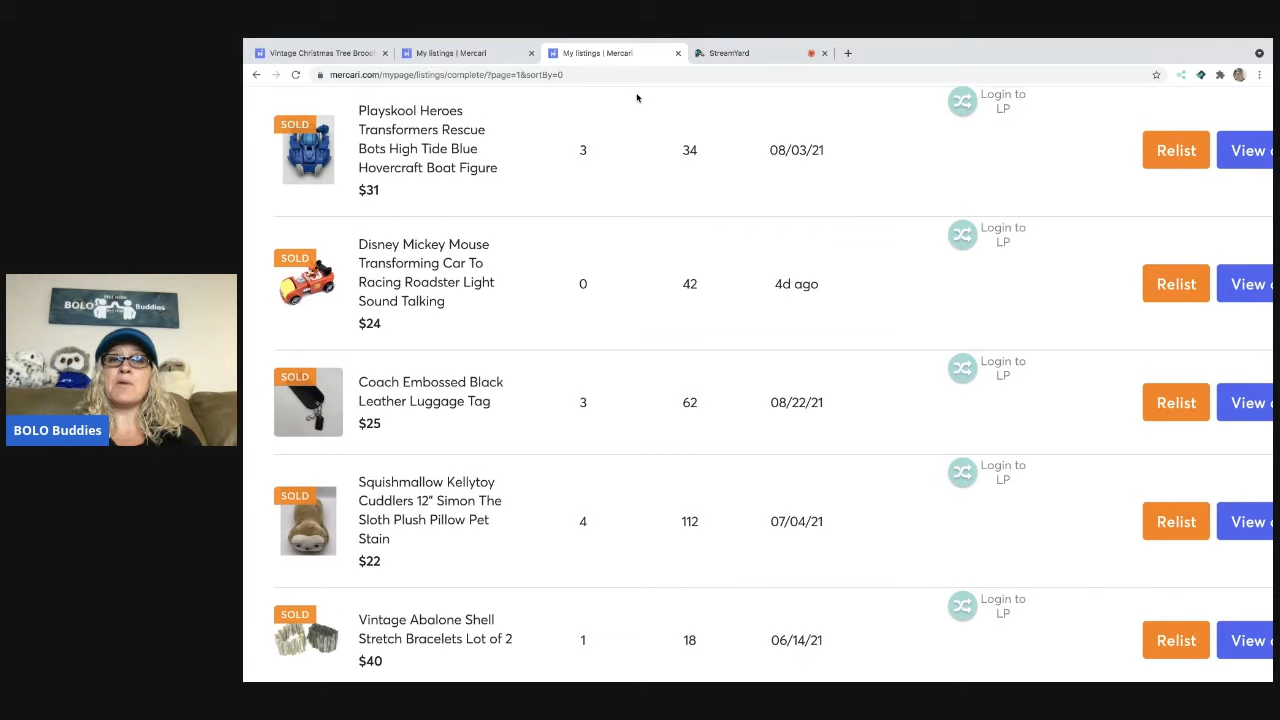 Vintage Christmas Tree Brooch
My listings | Mercari
My listings | Mercari
StreamYard
mercari.com/mypage/listings/complete/?page=1&sortBy=0
SOLD
Playskool Heroes
Transformers Rescue
Bots High Tide Blue
Hovercraft Boat Figure
$31
3
34
08/03/21
Login to
LP
Relist
View
SOLD
Disney Mickey Mouse
Transforming Car To
Racing Roadster Light
Sound Talking
$24
0
42
4d ago
Login to
LP
Relist
View
SOLD
Coach Embossed Black
Leather Luggage Tag
$25
3
62
08/22/21
Login to
LP
Relist
View
SOLD
Squishmallow Kellytoy
Cuddlers 12" Simon The
Sloth Plush Pillow Pet
Stain
$22
4
112
07/04/21
Login to
LP
Relist
View
SOLD
Vintage Abalone Shell
Stretch Bracelets Lot of 2
$40
1
18
06/14/21
Login to
LP
Relist
View
BOLO Buddies
BOLO Buddies